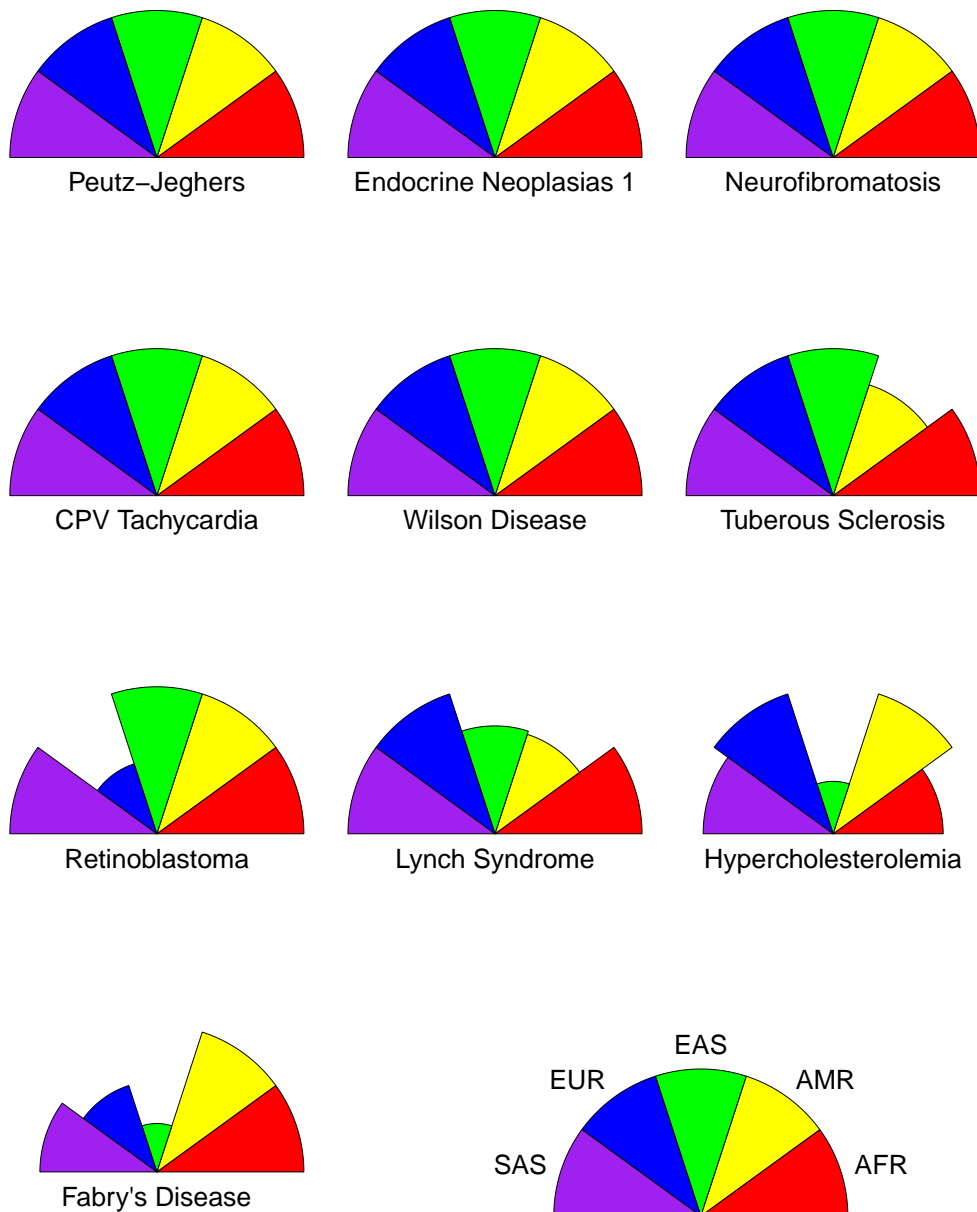 Peutz−Jeghers
Endocrine Neoplasias 1
Neurofibromatosis
CPV Tachycardia
Wilson Disease
Tuberous Sclerosis
Retinoblastoma
Lynch Syndrome
Hypercholesterolemia
Fabry's Disease
EAS
EUR
AMR
SAS
AFR